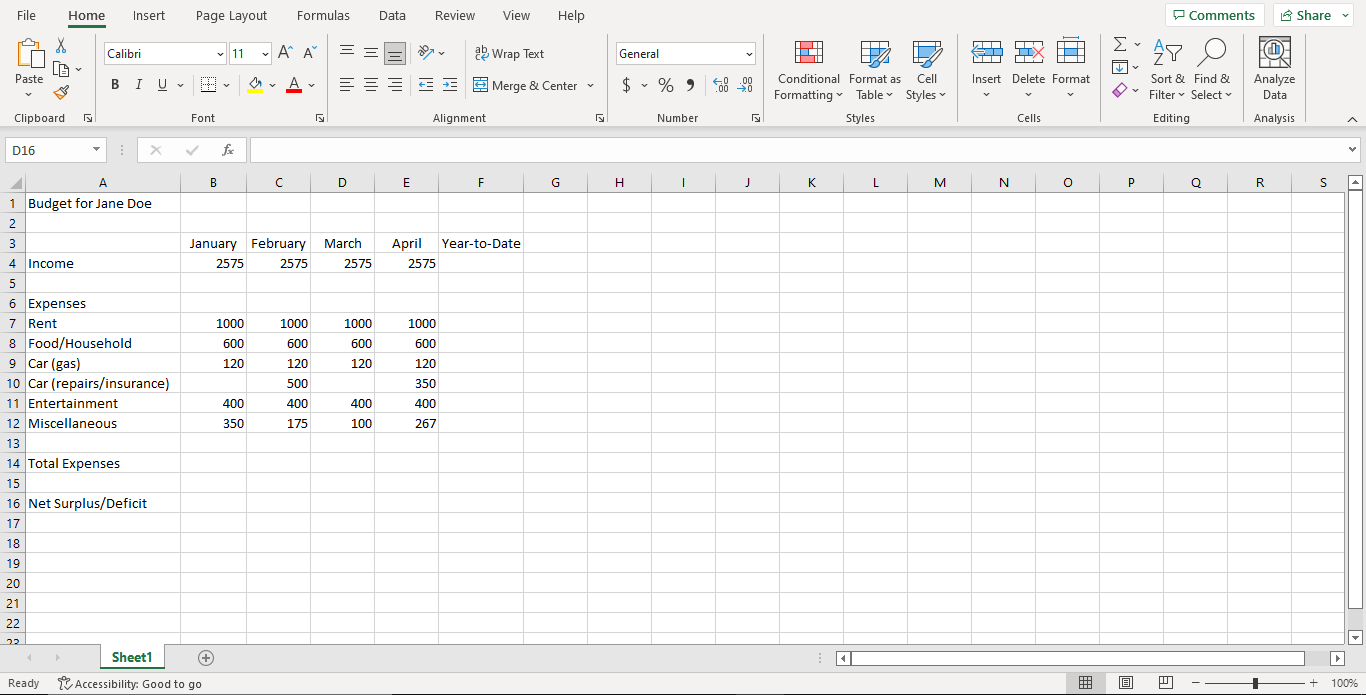 File Home Insert Page Layout Formulas Data Review View Help Comments Share
Calibri 11 Wrap Text General
Paste Conditional Format as Cell Insert Delete Format Sort & Find & Analyze
B I U A Merge & Center $ % , Formatting Table Styles Filter Select Data
Clipboard Font Alignment Number Styles Cells Editing Analysis
D16 fx
A B C D E F G H I J K L M N O P Q R S
1 Budget for Jane Doe
2
3 January February March April Year-to-Date
4 Income 2575 2575 2575 2575
5
6 Expenses
7 Rent 1000 1000 1000 1000
8 Food/Household 600 600 600 600
9 Car (gas) 120 120 120 120
10 Car (repairs/insurance) 500 350
11 Entertainment 400 400 400 400
12 Miscellaneous 350 175 100 267
13
14 Total Expenses
15
16 Net Surplus/Deficit
17
18
19
20
21
22
23
Sheet1
Ready Accessibility: Good to go 100%